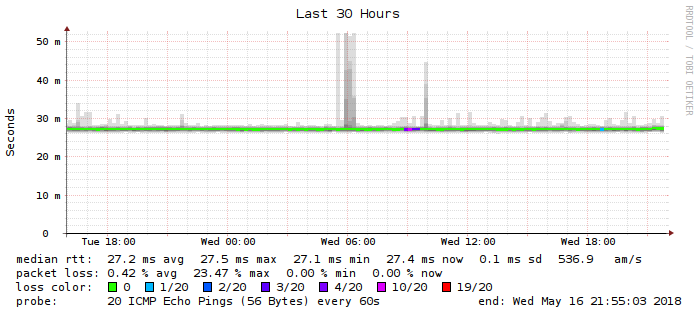 Last 30 Hours
RRDTOOL / TOBI OETIKER
Seconds
50 m
40 m
30 m
20 m
10 m
0
Tue 18:00 Wed 00:00 Wed 06:00 Wed 12:00 Wed 18:00
median rtt: 27.2 ms avg 27.5 ms max 27.1 ms min 27.4 ms now 0.1 ms sd 536.9 am/s
packet loss: 0.42 % avg 23.47 % max 0.00 % min 0.00 % now
loss color: 0 1/20 2/20 3/20 4/20 10/20 19/20
probe: 20 ICMP Echo Pings (56 Bytes) every 60s end: Wed May 16 21:55:03 2018